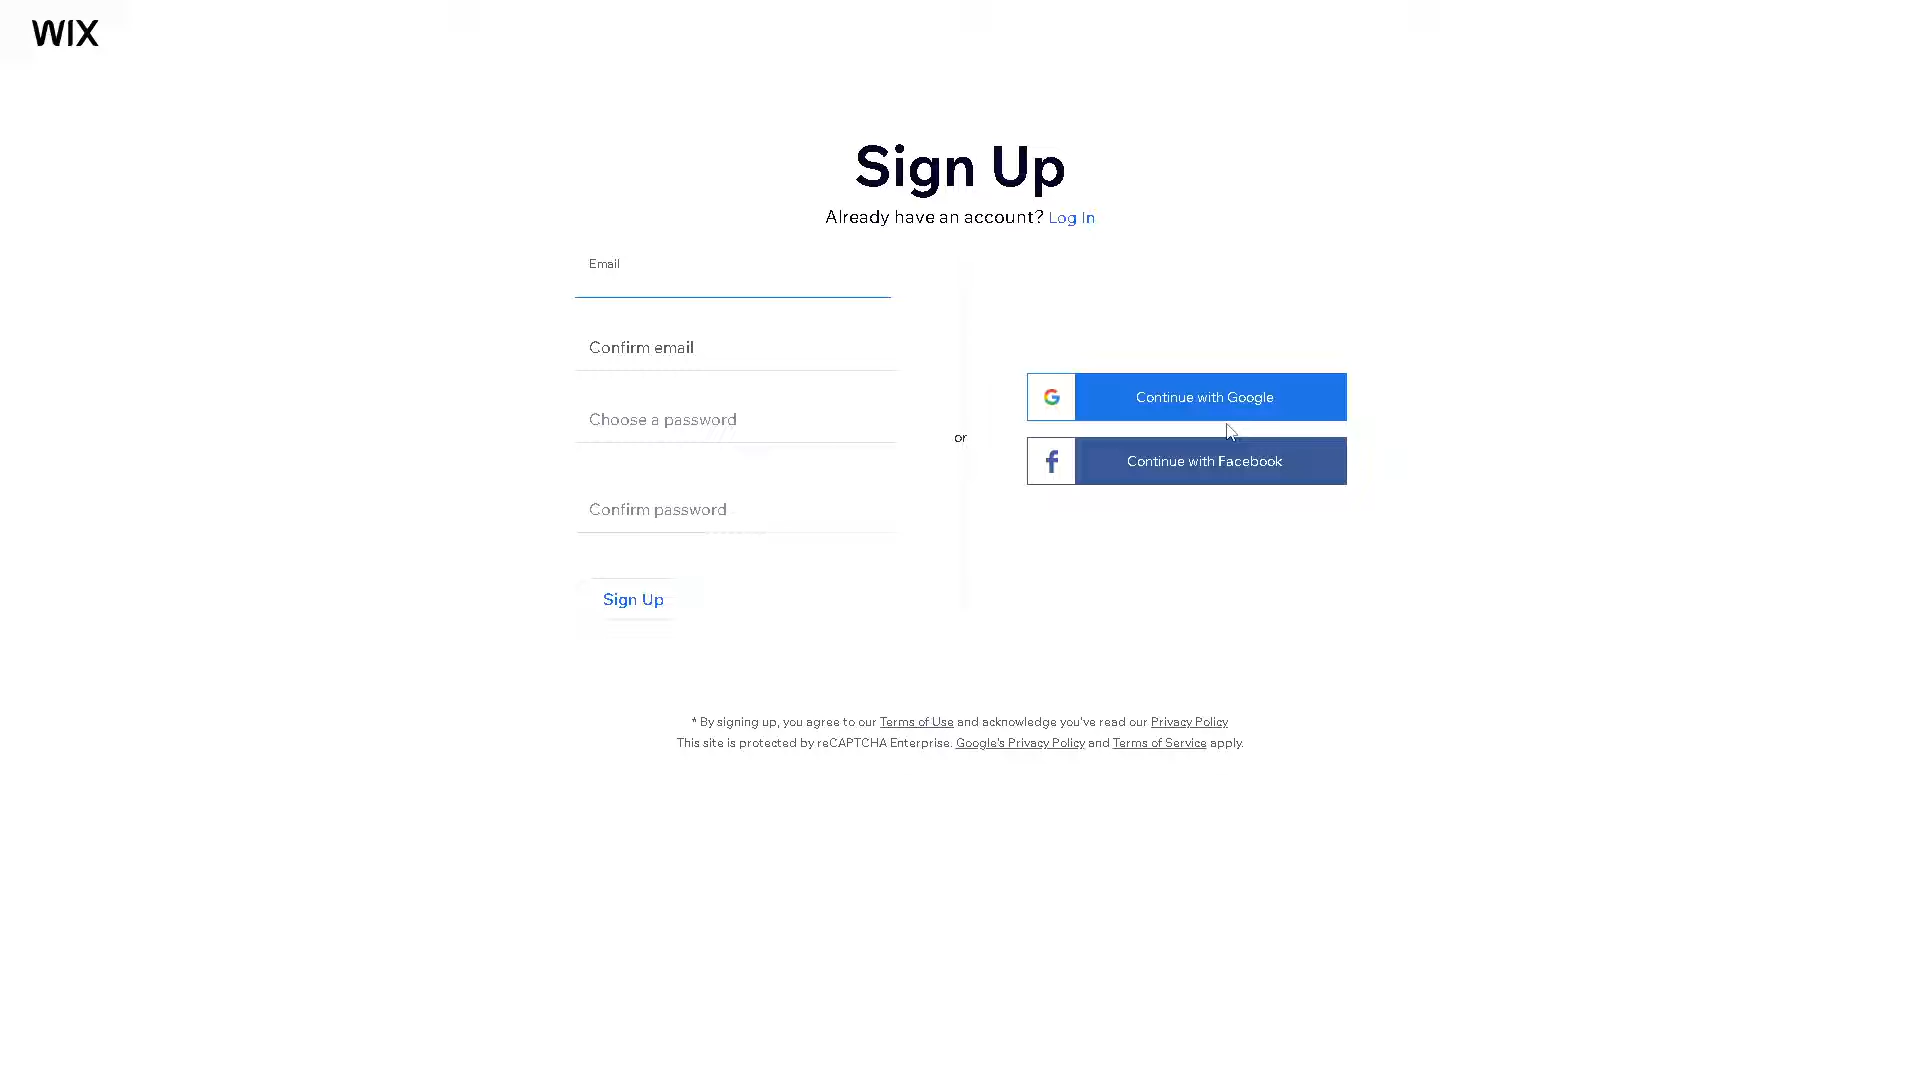 WIX
Sign Up
Already have an account? Log In
Email
Confirm email
Choose a password
Confirm password
Sign Up
or
Continue with Google
Continue with Facebook
* By signing up, you agree to our Terms of Use and acknowledge you've read our Privacy Policy
This site is protected by reCAPTCHA Enterprise. Google's Privacy Policy and Terms of Service apply.